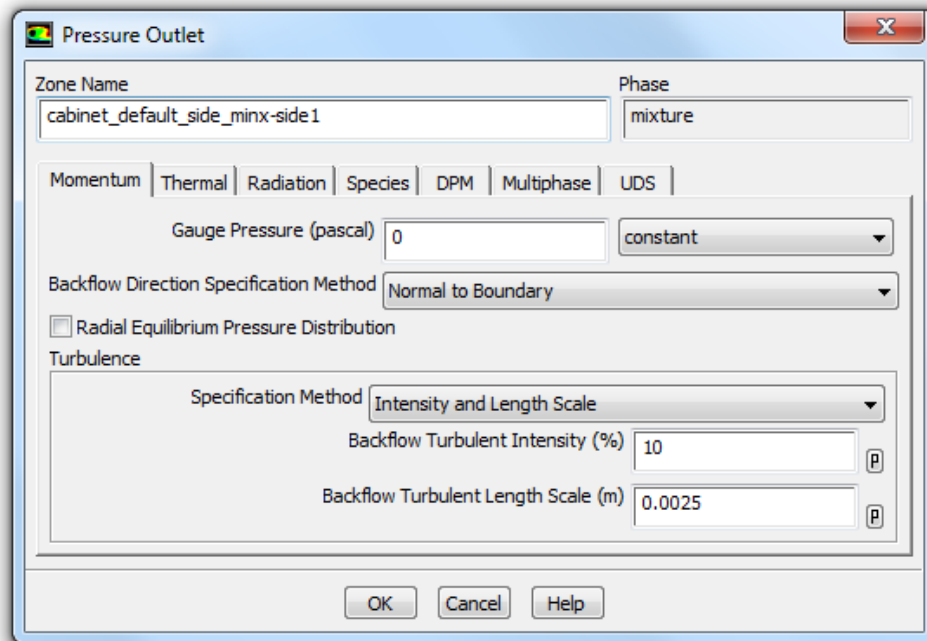 Pressure Outlet
X
Zone Name
Phase
cabinet_default_side_minx-side1
mixture
Momentum Thermal Radiation Species DPM Multiphase UDS
Gauge Pressure (pascal) 0 constant
Backflow Direction Specification Method Normal to Boundary
Radial Equilibrium Pressure Distribution
Turbulence
Specification Method Intensity and Length Scale
Backflow Turbulent Intensity (%) 10 P
Backflow Turbulent Length Scale (m) 0.0025 P
OK Cancel Help